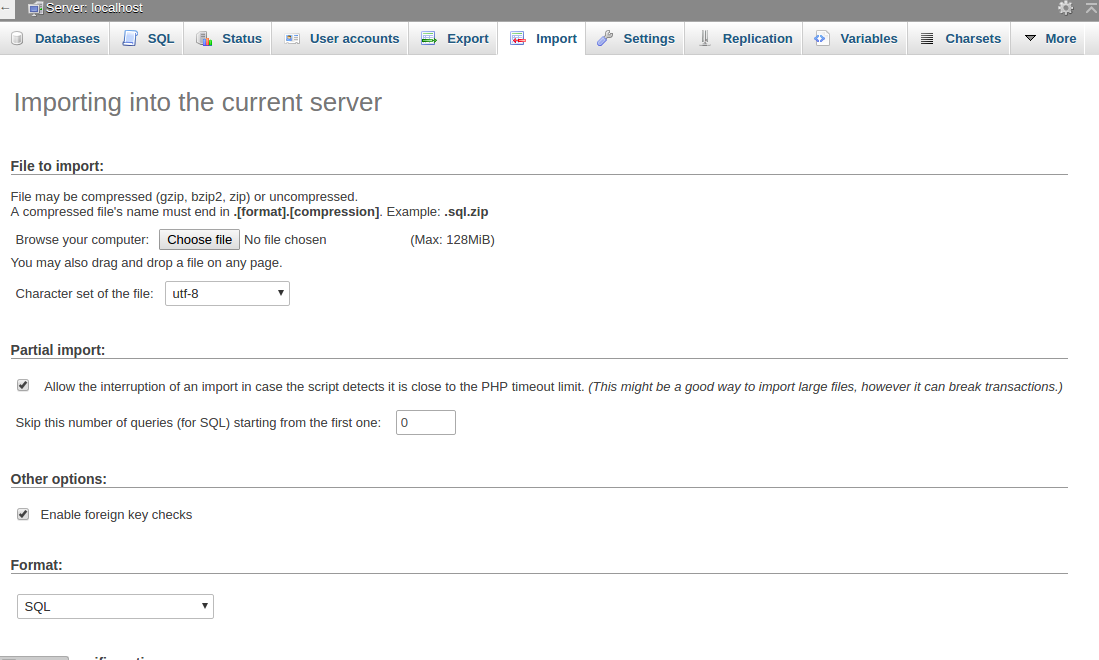 Server: localhost
Databases SQL Status User accounts Export Import Settings Replication Variables Charsets More
Importing into the current server
File to import:
File may be compressed (gzip, bzip2, zip) or uncompressed.
A compressed file's name must end in .[format].[compression]. Example: .sql.zip
Browse your computer: Choose file No file chosen (Max: 128MiB)
You may also drag and drop a file on any page.
Character set of the file: utf-8
Partial import:
Allow the interruption of an import in case the script detects it is close to the PHP timeout limit. (This might be a good way to import large files, however it can break transactions.)
Skip this number of queries (for SQL) starting from the first one: 0
Other options:
Enable foreign key checks
Format:
SQL